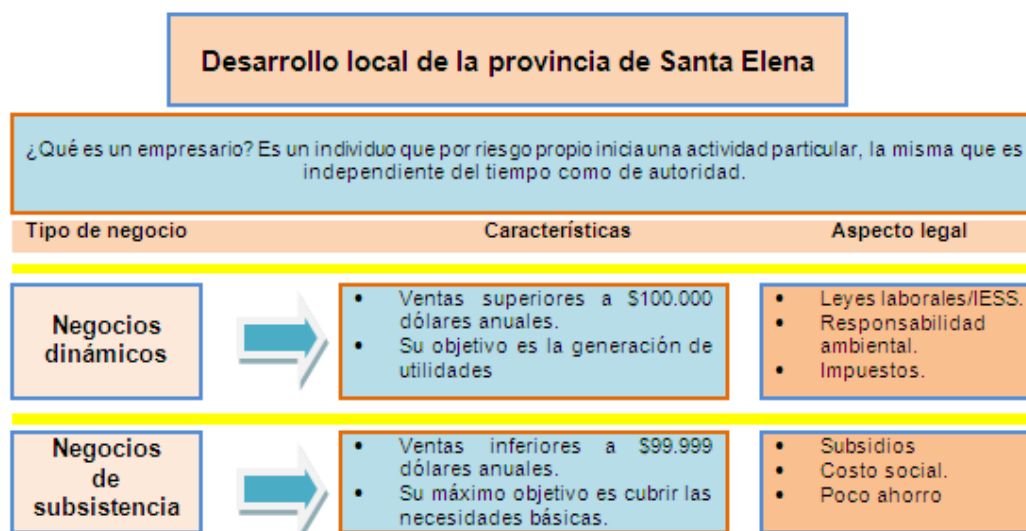 Desarrollo local de la provincia de Santa Elena
¿Qué es un empresario? Es un individuo que por riesgo propio inicia una actividad particular, la misma que es
independiente del tiempo como de autoridad.
Tipo de negocio
Características
Aspecto legal
Negocios
dinámicos
• Ventas superiores a $100.000
dólares anuales.
• Su objetivo es la generación de
utilidades
• Leyes laborales/IESS.
• Responsabilidad
ambiental.
• Impuestos.
Negocios
de
subsistencia
• Ventas inferiores a $99.999
dólares anuales.
• Su máximo objetivo es cubrir las
necesidades básicas.
• Subsidios
• Costo social.
• Poco ahorro